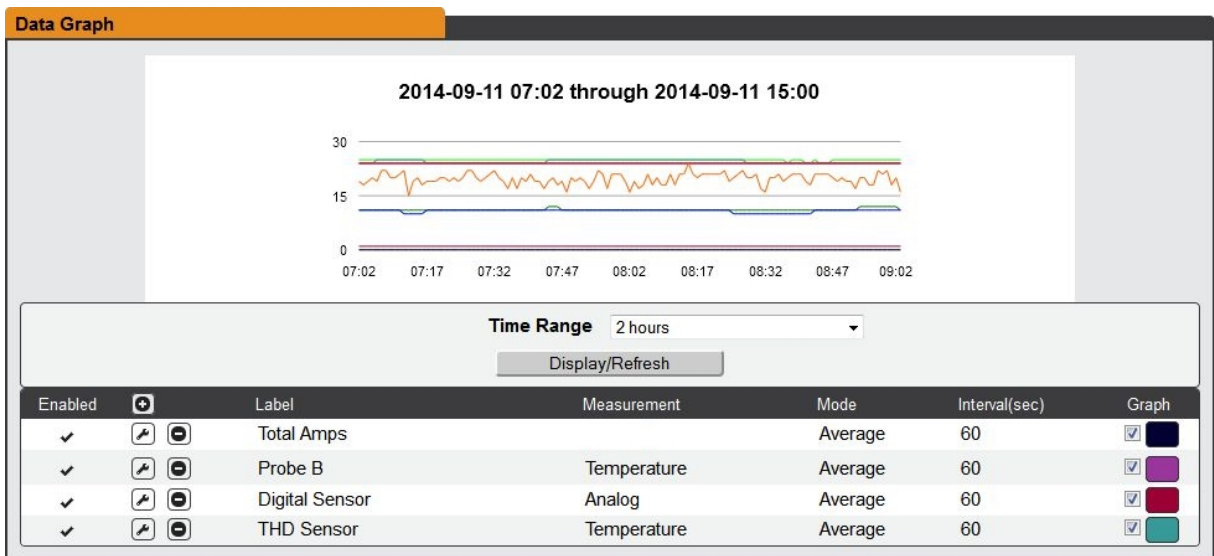 Data Graph
2014-09-11 07:02 through 2014-09-11 15:00
30
15
0
07:02 07:17 07:32 07:47 08:02 08:17 08:32 08:47 09:02
Time Range 2 hours
Display/Refresh
Enabled Label Measurement Mode Interval(sec) Graph
Total Amps Average 60
Probe B Temperature Average 60
Digital Sensor Analog Average 60
THD Sensor Temperature Average 60